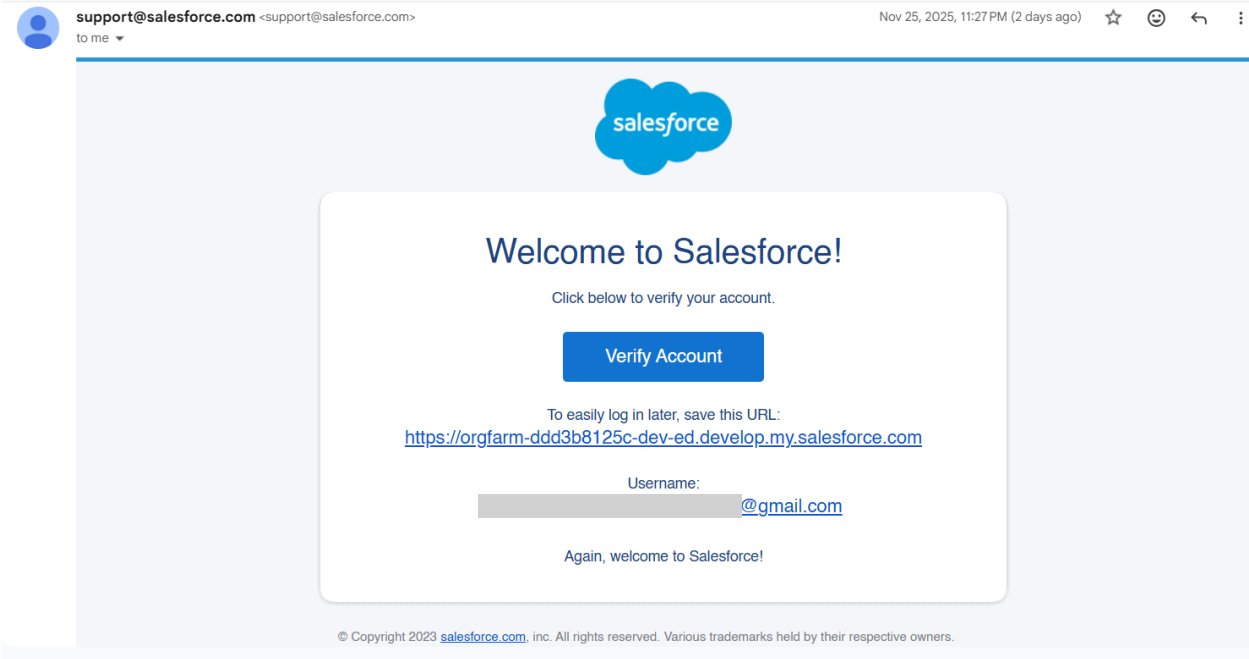 support@salesforce.com <support@salesforce.com>
Nov 25, 2025, 11:27 PM (2 days ago)
to me
salesforce
Welcome to Salesforce!
Click below to verify your account.
Verify Account
To easily log in later, save this URL:
https://orgfarm-ddd3b8125c-dev-ed.develop.my.salesforce.com
Username:
@gmail.com
Again, welcome to Salesforce!
© Copyright 2023 salesforce.com, inc. All rights reserved. Various trademarks held by their respective owners.